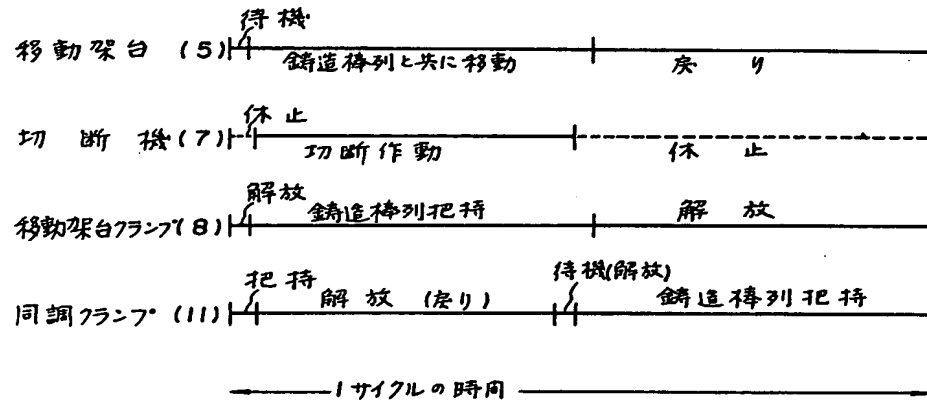 待機
移動架台 (5)
鋳造棒列と共に移動
戻り
休止
切断機 (7)
切断作動
休止
解放
鋳造棒列把持
解放
移動架台クランプ(8)
待機(解放)
把持
解放 (戻り)
鋳造棒列把持
同調クランプ (11)
1サイクルの時間